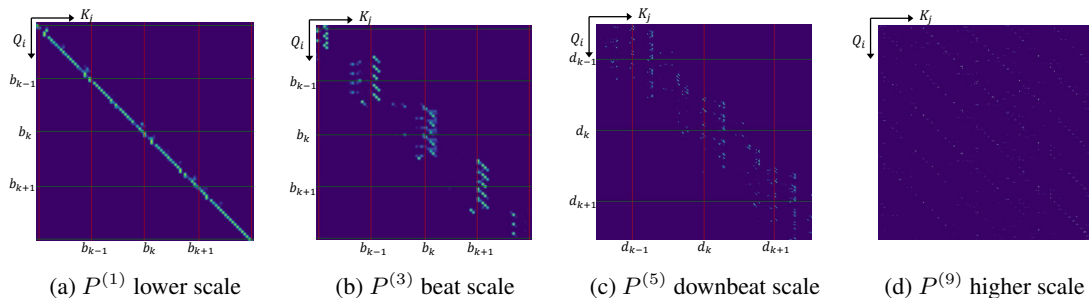 K_j
Q_i
b_{k-1}
b_k
b_{k+1}
b_{k-1} b_k b_{k+1}
(a) P^{(1)} lower scale
K_j
Q_i
b_{k-1}
b_k
b_{k+1}
b_{k-1} b_k b_{k+1}
(b) P^{(3)} beat scale
K_j
Q_i
d_{k-1}
d_k
d_{k+1}
d_{k-1} d_k d_{k+1}
(c) P^{(5)} downbeat scale
K_j
Q_i
(d) P^{(9)} higher scale